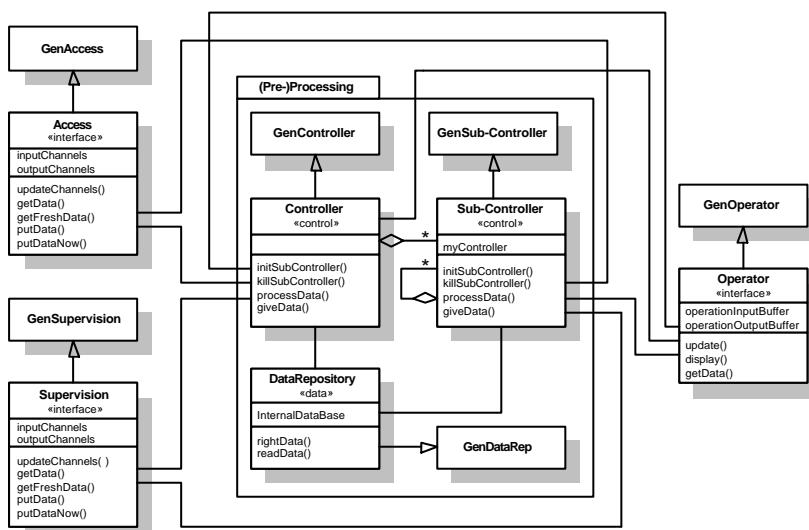 GenAccess
Access
«interface»
inputChannels
outputChannels
updateChannels()
getData()
getFreshData()
putData()
putDataNow()
GenSupervision
Supervision
«interface»
inputChannels
outputChannels
updateChannels( )
getData()
getFreshData()
putData()
putDataNow()
(Pre-)Processing
GenController
Controller
«control»
initSubController()
killSubController()
processData()
giveData()
*
*
GenSub-Controller
Sub-Controller
«control»
myController
initSubController()
killSubController()
processData()
giveData()
DataRepository
«data»
InternalDataBase
rightData()
readData()
GenDataRep
GenOperator
Operator
«interface»
operationInputBuffer
operationOutputBuffer
update()
display()
getData()